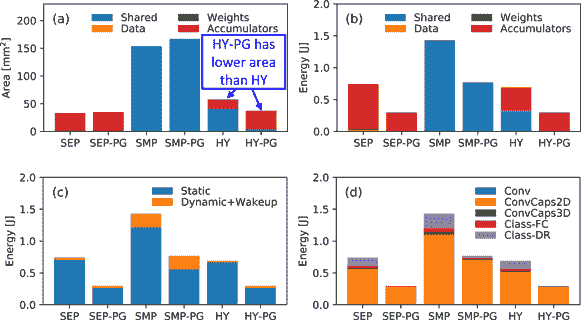 (a)
Shared
Weights
Data
Accumulators
HY-PG has
lower area
than HY
Area [mm²]
200
150
100
50
0
SEP
SEP-PG
SMP
SMP-PG
HY
HY-PG
(b)
Shared
Weights
Data
Accumulators
Energy [J]
2.0
1.5
1.0
0.5
0.0
SEP
SEP-PG
SMP
SMP-PG
HY
HY-PG
(c)
Static
Dynamic+Wakeup
Energy [J]
2.0
1.5
1.0
0.5
0.0
SEP
SEP-PG
SMP
SMP-PG
HY
HY-PG
(d)
Conv
ConvCaps2D
ConvCaps3D
Class-FC
Class-DR
Energy [J]
2.0
1.5
1.0
0.5
0.0
SEP
SEP-PG
SMP
SMP-PG
HY
HY-PG